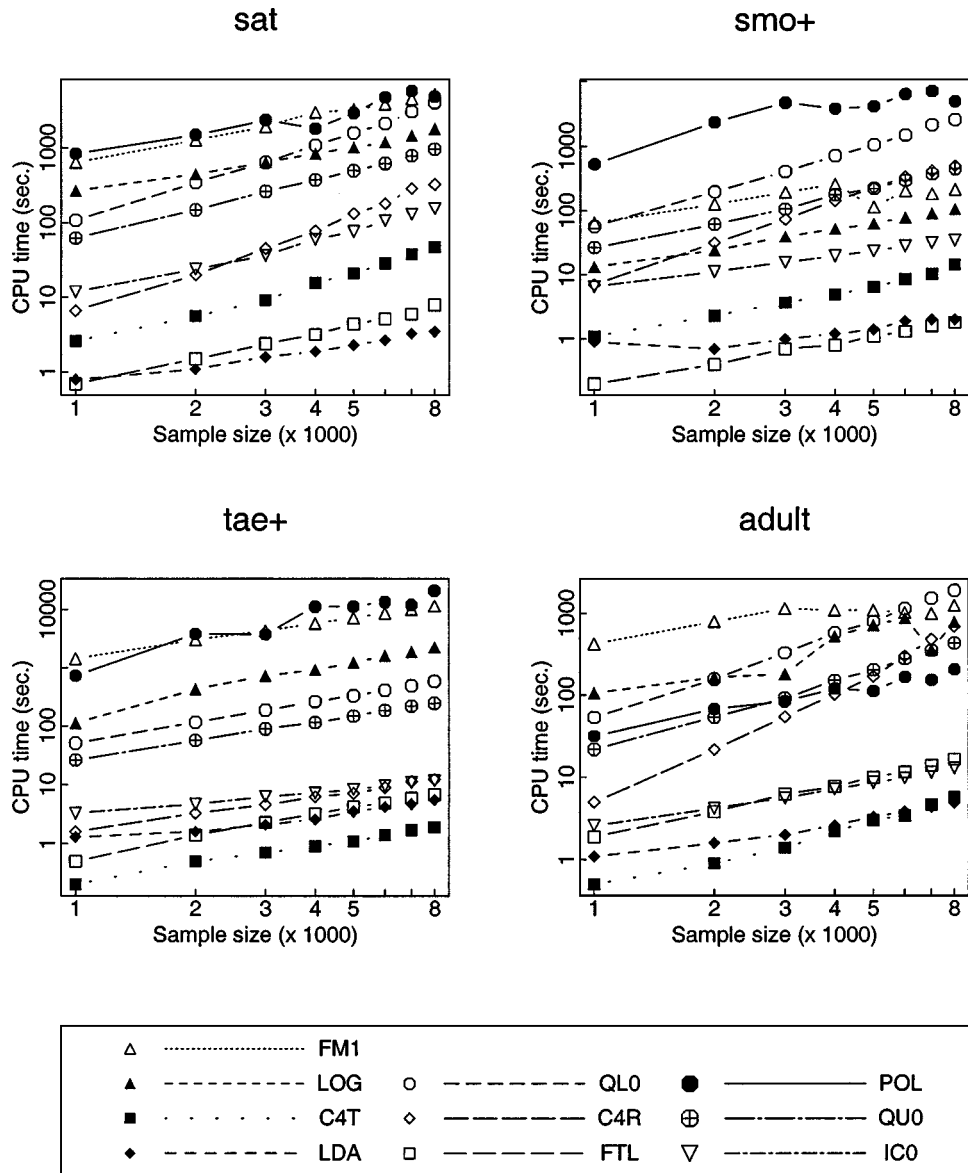 sat
smo+
CPU time (sec.)
1000
100
10
1
1 2 3 4 5 8
Sample size (x 1000)
CPU time (sec.)
1000
100
10
1
1 2 3 4 5 8
Sample size (x 1000)
tae+
adult
CPU time (sec.)
10000
100
10
1
1 2 3 4 5 8
Sample size (x 1000)
CPU time (sec.)
1000
100
10
1
1 2 3 4 5 8
Sample size (x 1000)
FM1
LOG QL0 POL
C4T C4R QU0
LDA FTL IC0